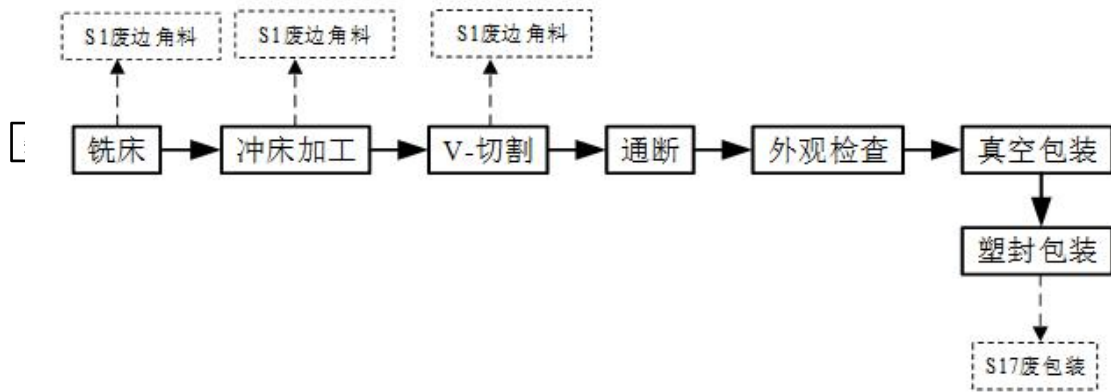 S1废边角料
S1废边角料
S1废边角料
铣床
冲床加工
V-切割
通断
外观检查
真空包装
塑封包装
S17废包装